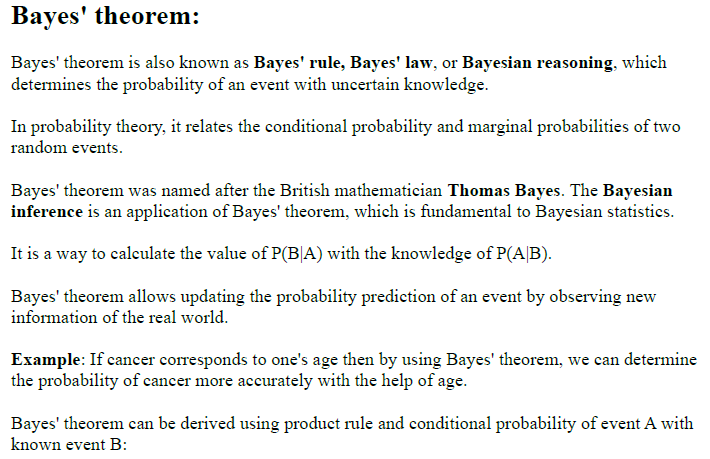 Bayes' theorem:
Bayes' theorem is also known as Bayes' rule, Bayes' law, or Bayesian reasoning, which
determines the probability of an event with uncertain knowledge.
In probability theory, it relates the conditional probability and marginal probabilities of two
random events.
Bayes' theorem was named after the British mathematician Thomas Bayes. The Bayesian
inference is an application of Bayes' theorem, which is fundamental to Bayesian statistics.
It is a way to calculate the value of P(B|A) with the knowledge of P(A|B).
Bayes' theorem allows updating the probability prediction of an event by observing new
information of the real world.
Example: If cancer corresponds to one's age then by using Bayes' theorem, we can determine
the probability of cancer more accurately with the help of age.
Bayes' theorem can be derived using product rule and conditional probability of event A with
known event B: